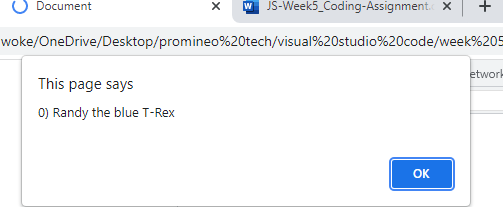 Document
JS-Week5_Coding-Assignment.
woke/OneDrive/Desktop/promineo%20tech/visual%20studio%20code/week%205
This page says
etwork
0) Randy the blue T-Rex
OK